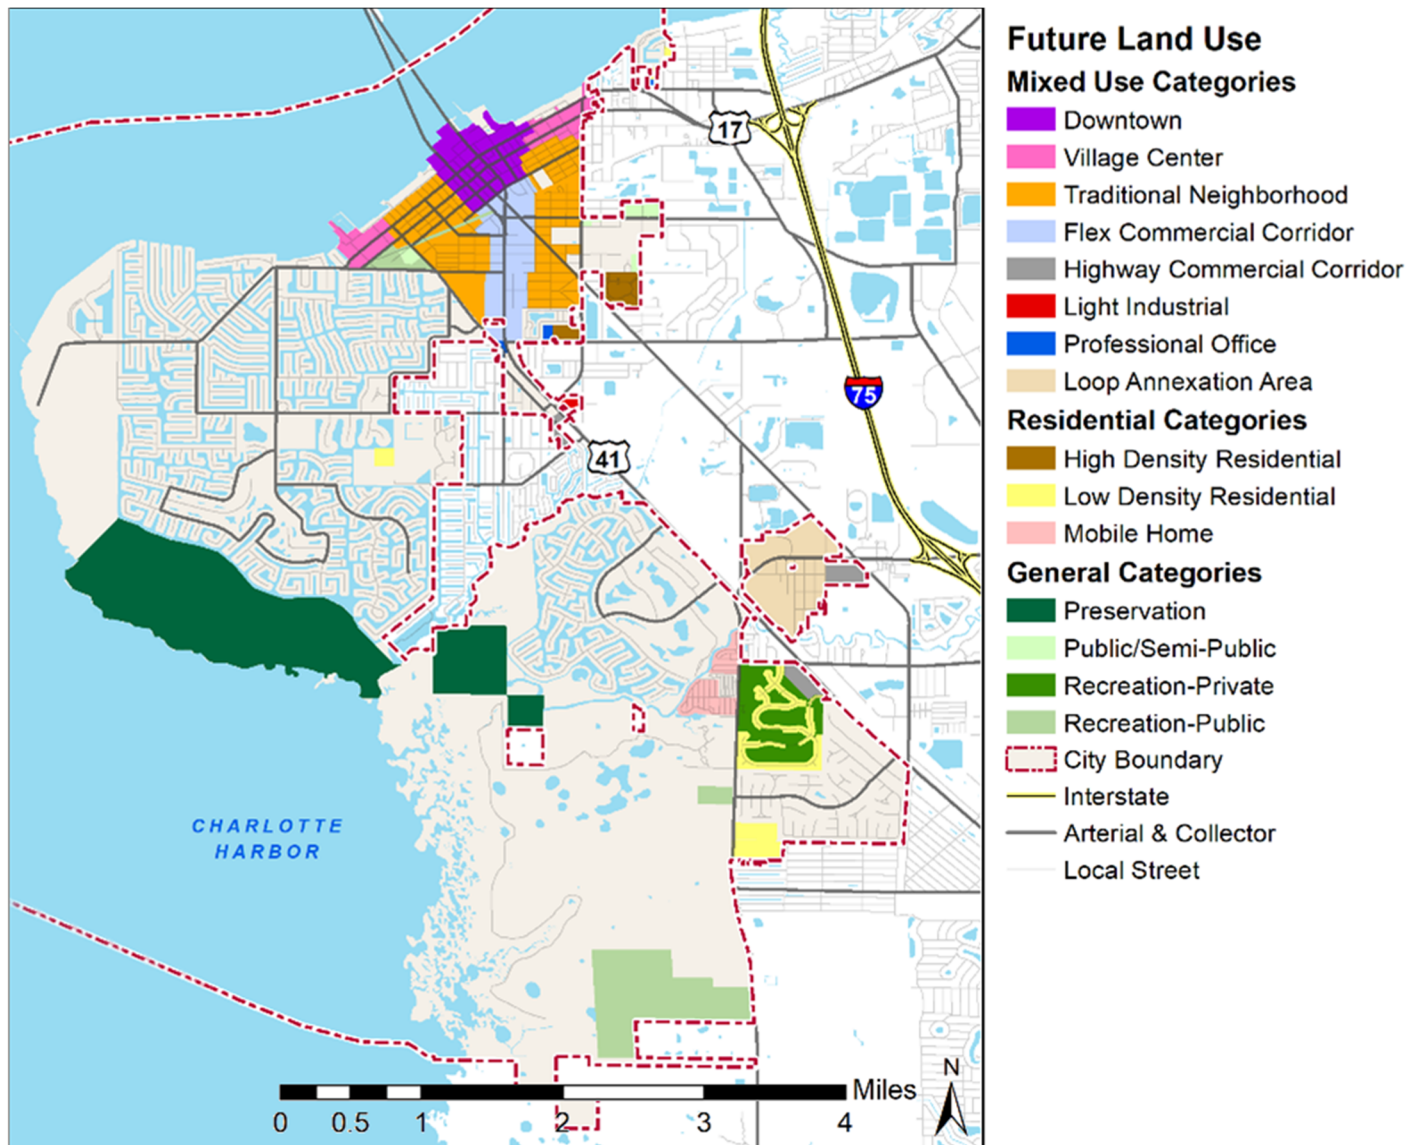 17
75
41
CHARLOTTE
HARBOR
N
Miles
0 0.5 1 2 3 4
Future Land Use
Mixed Use Categories
Downtown
Village Center
Traditional Neighborhood
Flex Commercial Corridor
Highway Commercial Corridor
Light Industrial
Professional Office
Loop Annexation Area
Residential Categories
High Density Residential
Low Density Residential
Mobile Home
General Categories
Preservation
Public/Semi-Public
Recreation-Private
Recreation-Public
City Boundary
Interstate
Arterial & Collector
Local Street